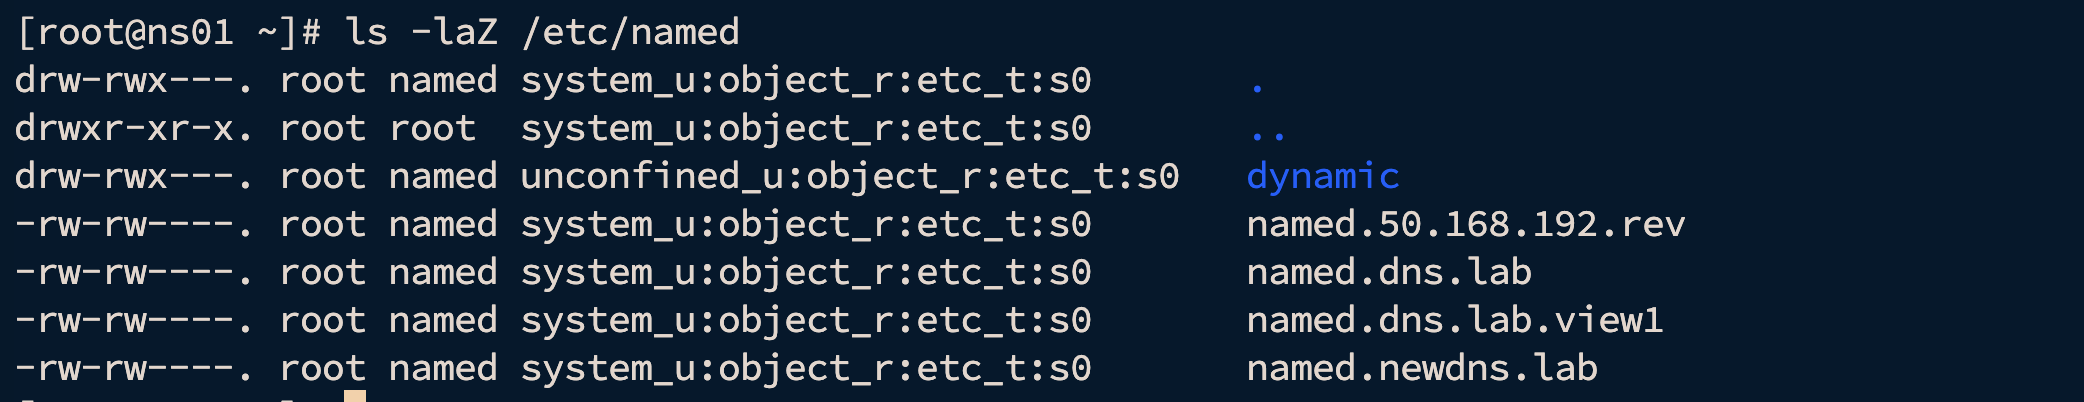 [root@ns01 ~]# ls -laZ /etc/named
drw-rwx---. root named system_u:object_r:etc_t:s0       .
drwxr-xr-x. root root  system_u:object_r:etc_t:s0       ..
drw-rwx---. root named unconfined_u:object_r:etc_t:s0   dynamic
-rw-rw----. root named system_u:object_r:etc_t:s0       named.50.168.192.rev
-rw-rw----. root named system_u:object_r:etc_t:s0       named.dns.lab
-rw-rw----. root named system_u:object_r:etc_t:s0       named.dns.lab.view1
-rw-rw----. root named system_u:object_r:etc_t:s0       named.newdns.lab